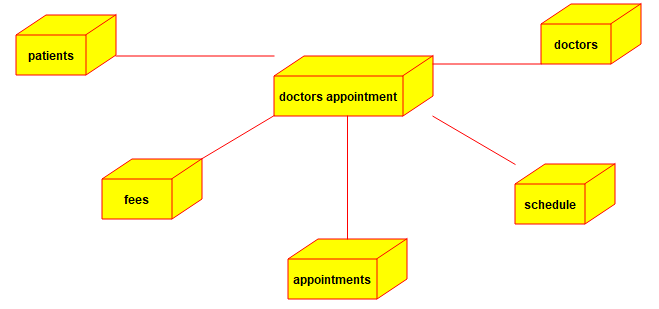 patients
doctors
doctors appointment
fees
schedule
appointments